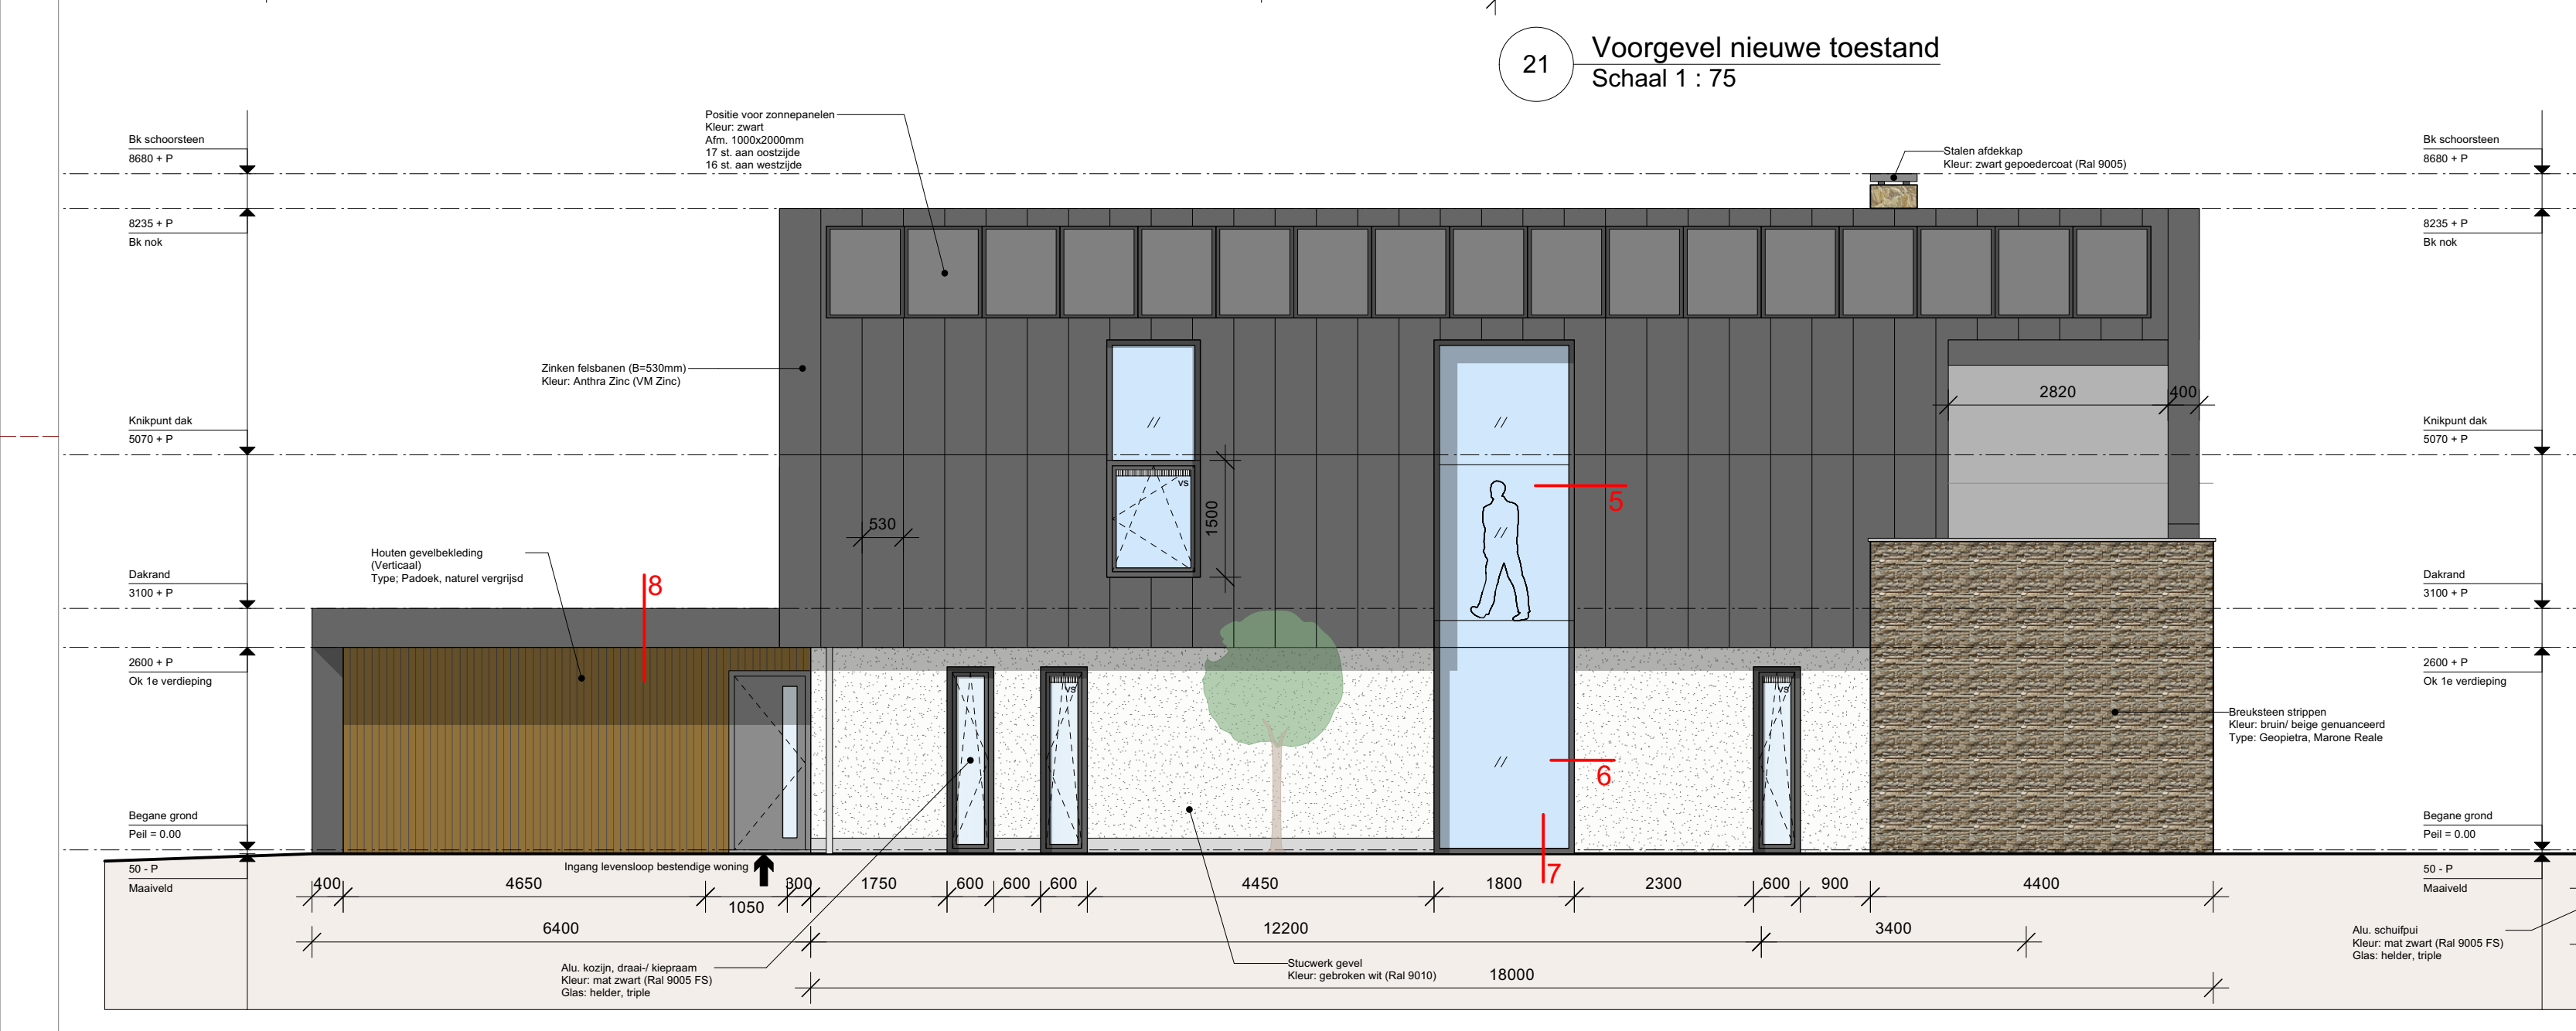 21
Voorgevel nieuwe toestand
Schaal 1 : 75
Positie voor zonnepanelen
Kleur: zwart
Afm. 1000x2000mm
17 st. aan oostzijde
16 st. aan westzijde
Bk schoorsteen
8680 + P
8235 + P
Bk nok
Stalen afdekkap
Kleur: zwart gepoedercoat (Ral 9005)
Bk schoorsteen
8680 + P
8235 + P
Bk nok
Zinken felsbanen (B=530mm)
Kleur: Anthra Zinc (VM Zinc)
2820
400
Knikpunt dak
5070 + P
Knikpunt dak
5070 + P
//
//
vs
5
1500
530
//
Houten gevelbekleding
(Verticaal)
Type; Padoek, naturel vergrijsd
8
Dakrand
3100 + P
Dakrand
3100 + P
2600 + P
Ok 1e verdieping
2600 + P
Ok 1e verdieping
vs
vs
Breuksteen strippen
Kleur: bruin/ beige genuanceerd
Type: Geopietra, Marone Reale
//
6
Begane grond
Peil = 0.00
Begane grond
Peil = 0.00
50 - P
Maaiveld
50 - P
Maaiveld
Ingang levensloop bestendige woning
7
400
4650
1050
300
1750
600
600
600
4450
1800
2300
600
900
4400
6400
12200
3400
Alu. kozijn, draai-/ kiepraam
Kleur: mat zwart (Ral 9005 FS)
Glas: helder, triple
Stucwerk gevel
Kleur: gebroken wit (Ral 9010)
18000
Alu. schuifpui
Kleur: mat zwart (Ral 9005 FS)
Glas: helder, triple